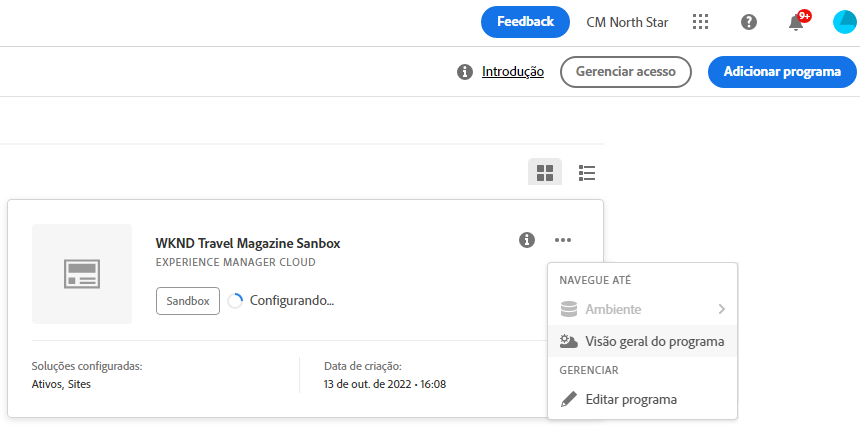 Feedback
CM North Star
9+
Introdução
Gerenciar acesso
Adicionar programa
WKND Travel Magazine Sanbox
EXPERIENCE MANAGER CLOUD
Sandbox
Configurando...
NAVEGUE ATÉ
Ambiente
Visão geral do programa
GERENCIAR
Editar programa
Soluções configuradas:
Ativos, Sites
Data de criação:
13 de out. de 2022 • 16:08